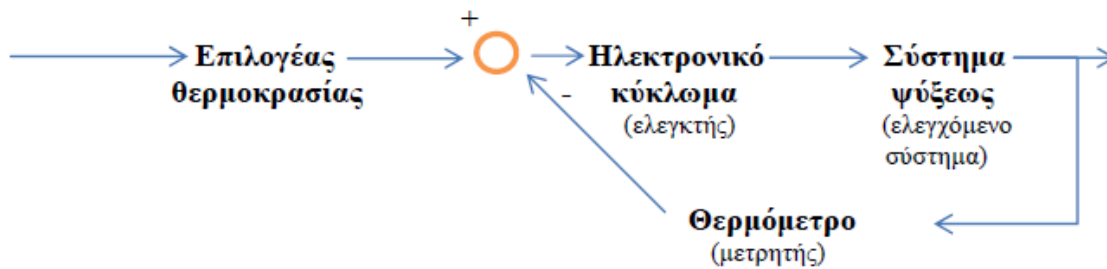 +
Επιλογέας
θερμοκρασίας
Ηλεκτρονικό
κύκλωμα
(ελεγκτής)
Σύστημα
ψύξεως
(ελεγχόμενο
σύστημα)
-
Θερμόμετρο
(μετρητής)